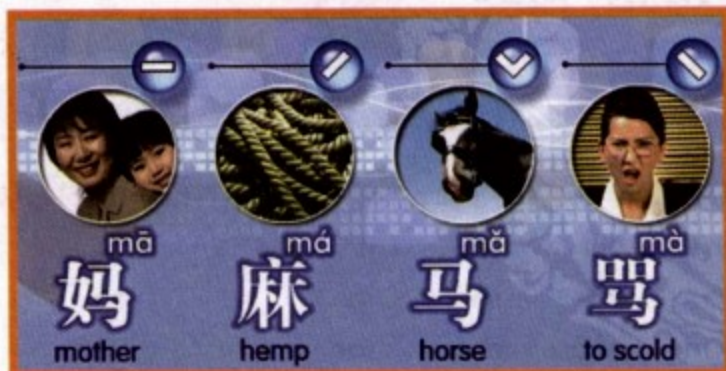 mā má mǎ mà
妈 麻 马 骂
mother hemp horse to scold